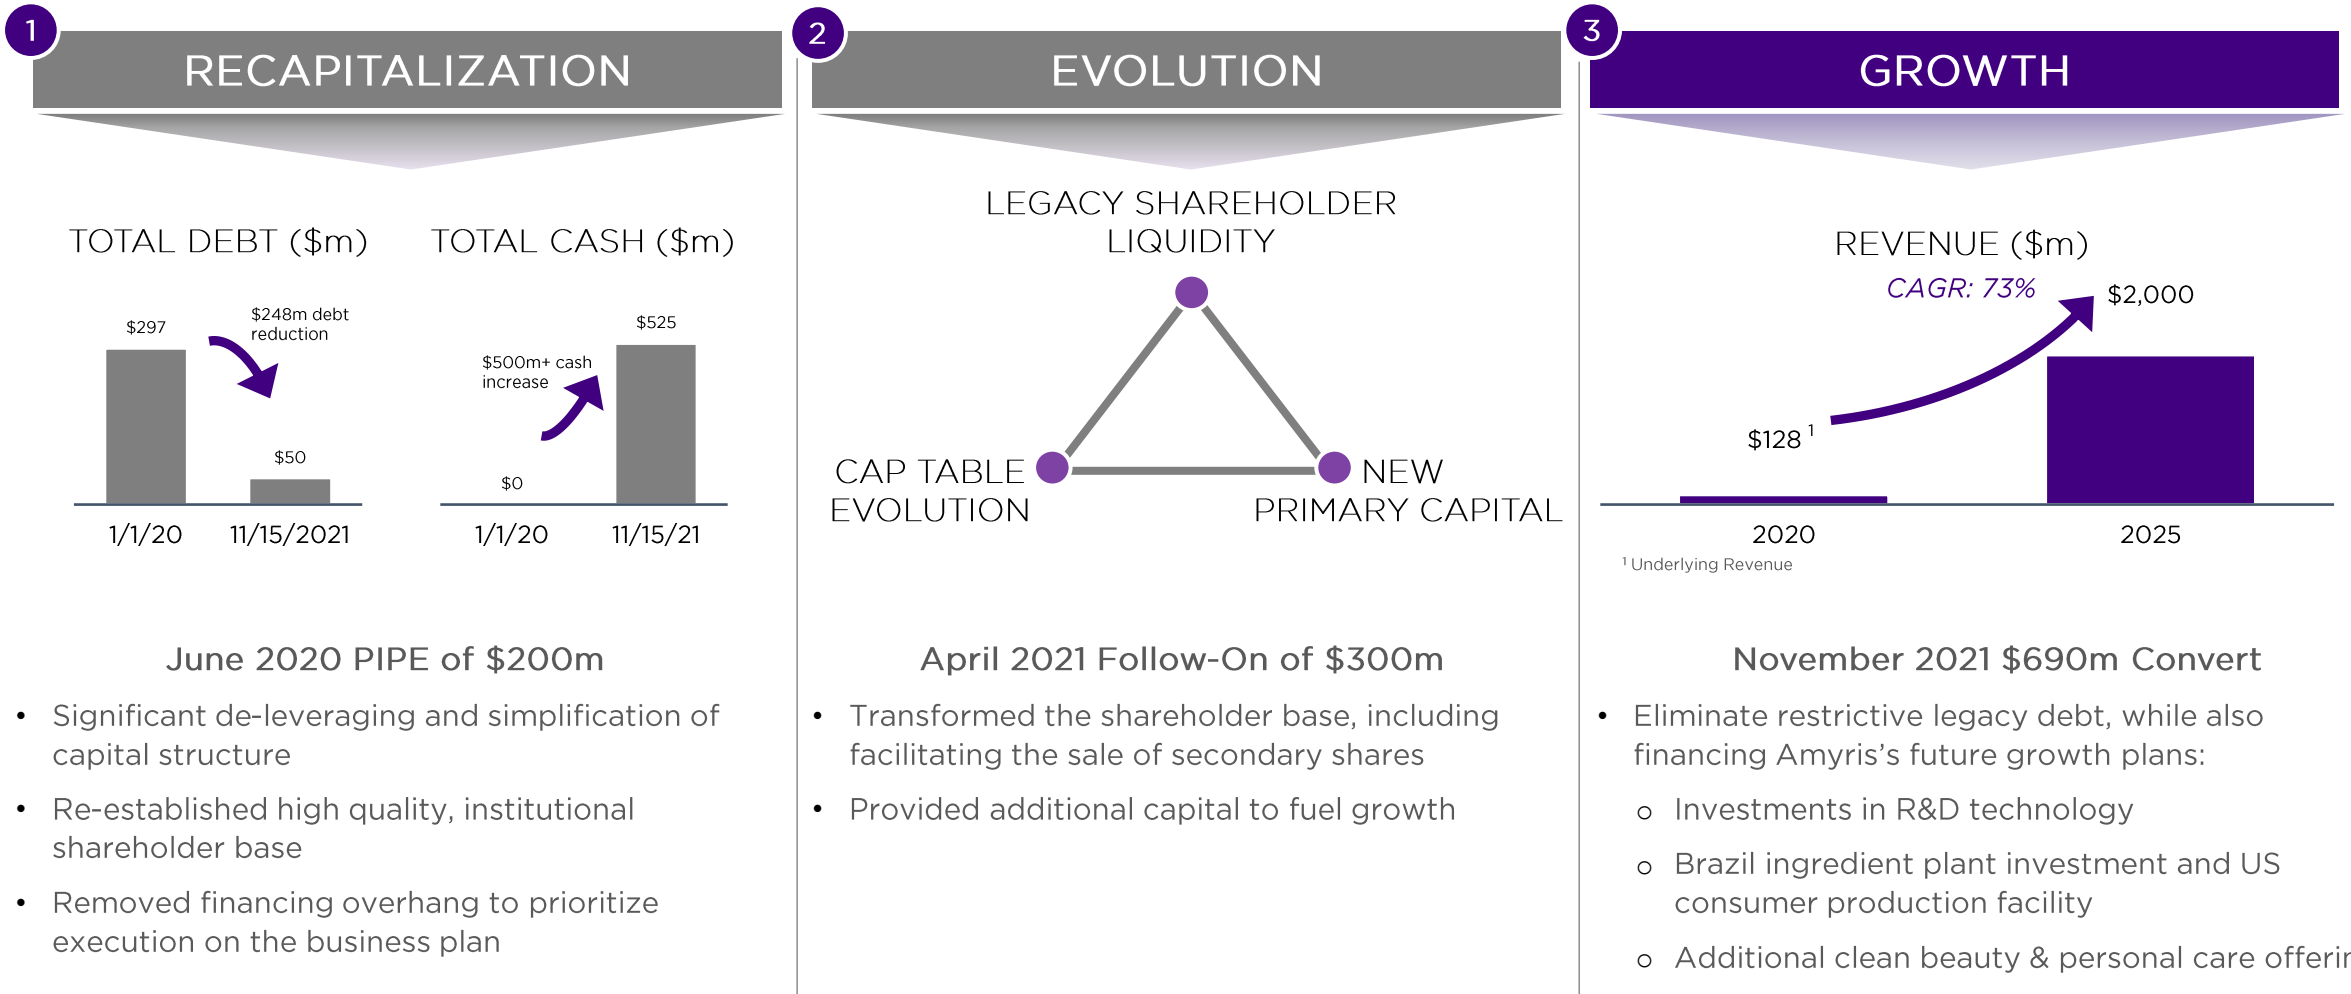 1
RECAPITALIZATION
TOTAL DEBT ($m)
$297
$248m debt
reduction
$50
1/1/20
11/15/2021
TOTAL CASH ($m)
$525
$500m+ cash
increase
$0
1/1/20
11/15/21
June 2020 PIPE of $200m
• Significant de-leveraging and simplification of
capital structure
• Re-established high quality, institutional
shareholder base
• Removed financing overhang to prioritize
execution on the business plan
2
EVOLUTION
LEGACY SHAREHOLDER
LIQUIDITY
CAP TABLE
EVOLUTION
NEW
PRIMARY CAPITAL
April 2021 Follow-On of $300m
• Transformed the shareholder base, including
facilitating the sale of secondary shares
• Provided additional capital to fuel growth
3
GROWTH
REVENUE ($m)
CAGR: 73%
$2,000
$128 ¹
2020
2025
¹ Underlying Revenue
November 2021 $690m Convert
• Eliminate restrictive legacy debt, while also
financing Amyris’s future growth plans:
o Investments in R&D technology
o Brazil ingredient plant investment and US
consumer production facility
o Additional clean beauty & personal care